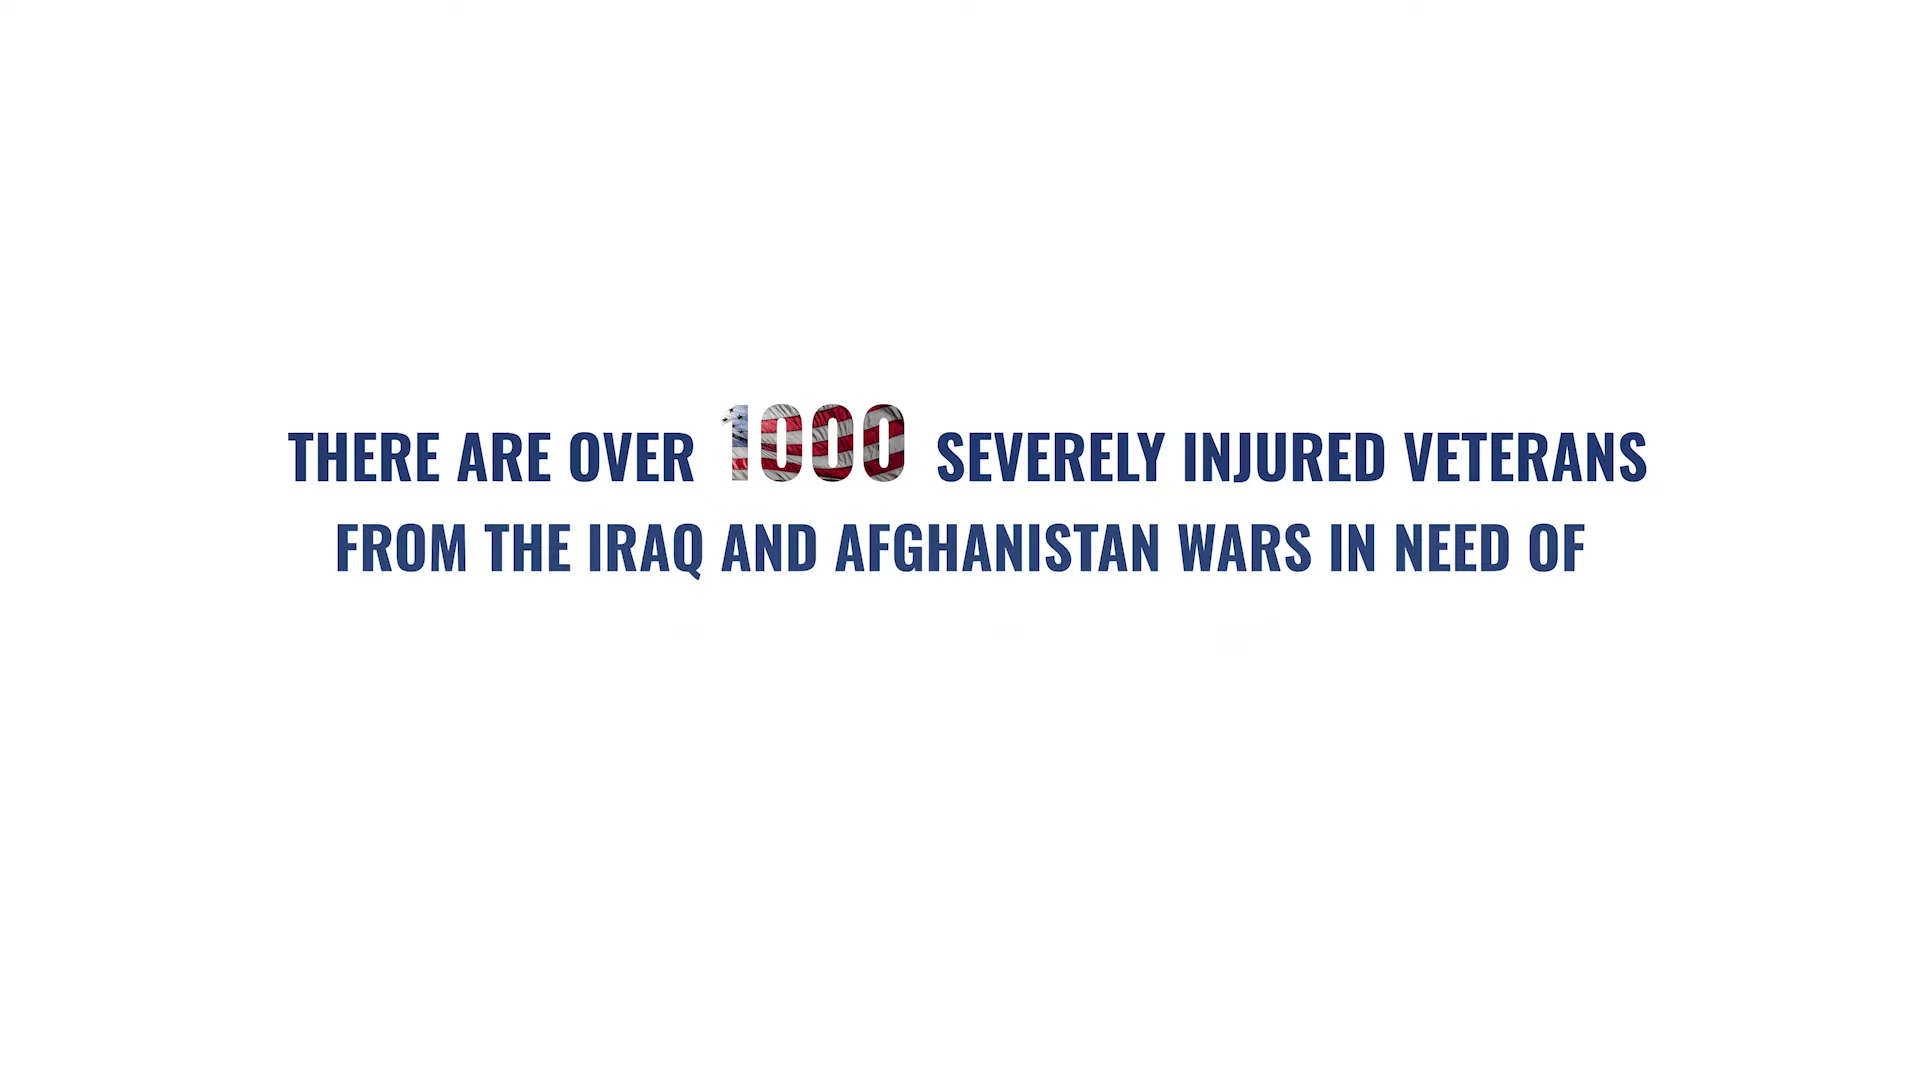 THERE ARE OVER 1000 SEVERELY INJURED VETERANS
FROM THE IRAQ AND AFGHANISTAN WARS IN NEED OF